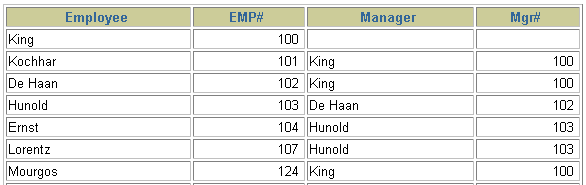 Employee EMP# Manager Mgr#
King 100
Kochhar 101 King 100
De Haan 102 King 100
Hunold 103 De Haan 102
Ernst 104 Hunold 103
Lorentz 107 Hunold 103
Mourgos 124 King 100